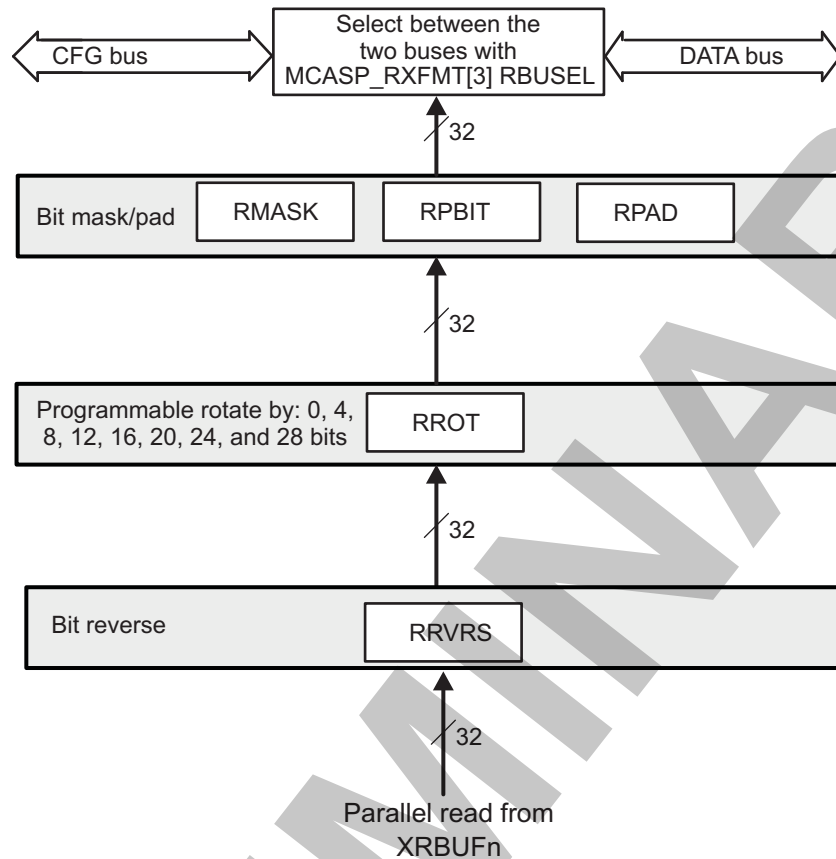 Select between the
two buses with
MCASP_RXFMT[3] RBUSEL
CFG bus
DATA bus
32
Bit mask/pad
RMASK
RPBIT
RPAD
32
Programmable rotate by: 0, 4,
8, 12, 16, 20, 24, and 28 bits
RROT
32
Bit reverse
RRVRS
32
Parallel read from
XRBUFn